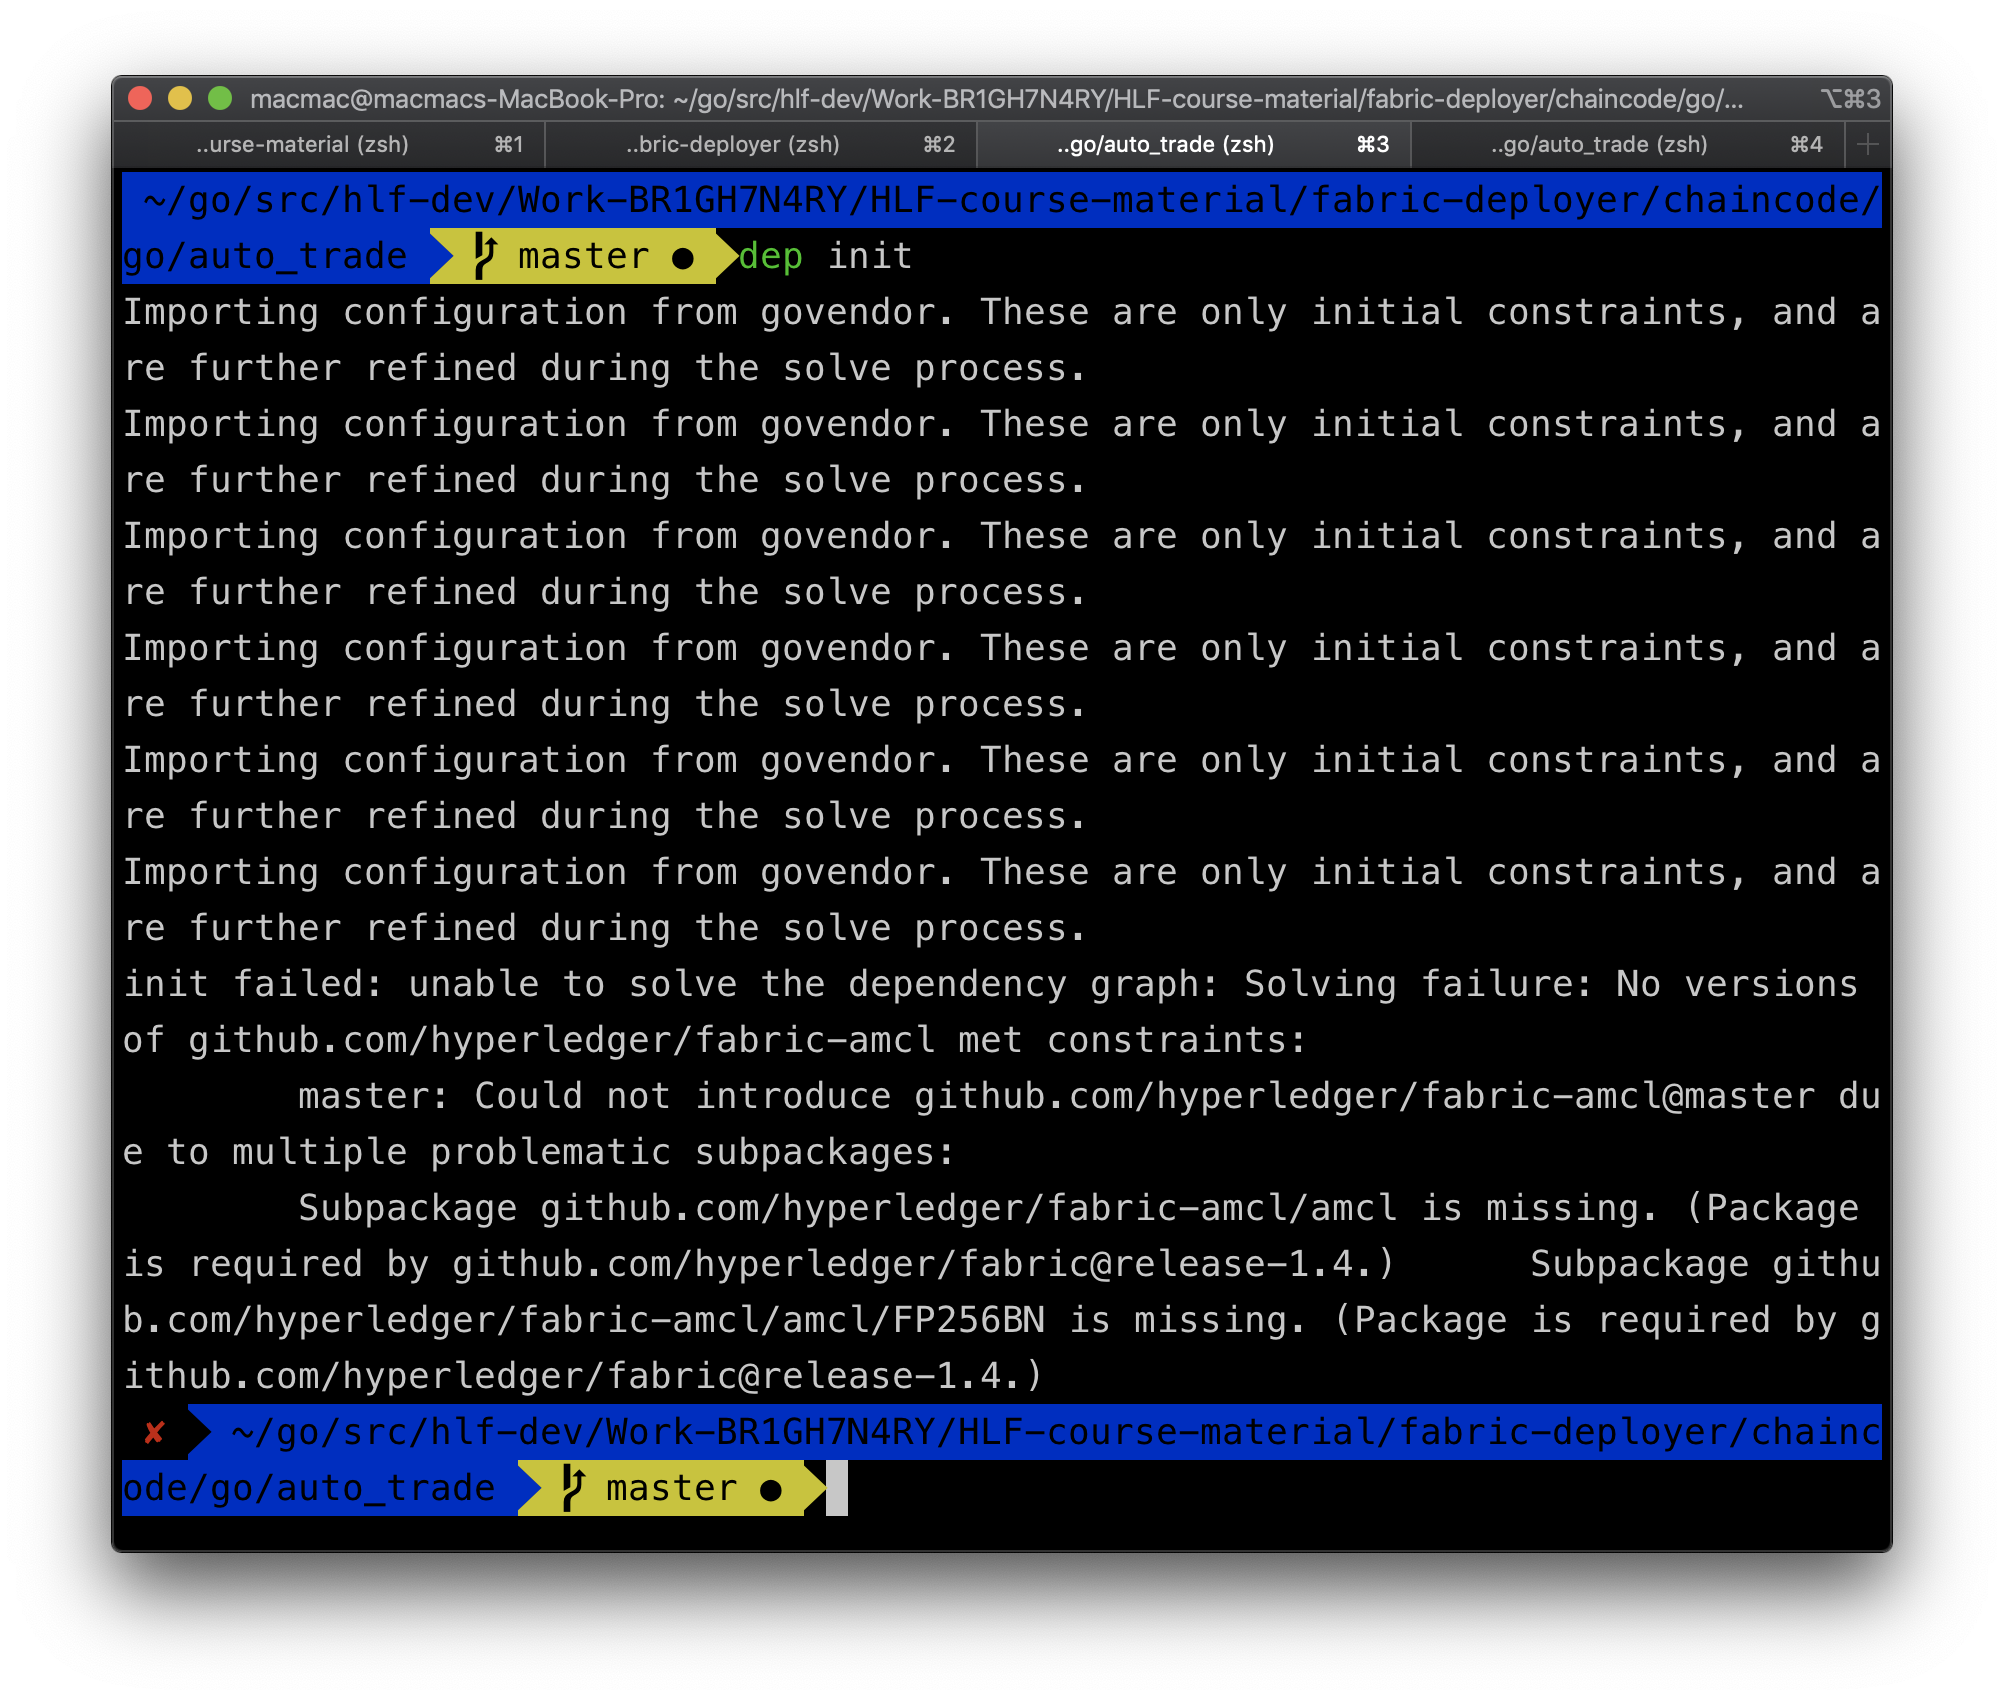 macmac@macmacs-MacBook-Pro: ~/go/src/hlf-dev/Work-BR1GH7N4RY/HLF-course-material/fabric-deployer/chaincode/go/... ⌥⌘3
..urse-material (zsh) ⌘1 ..bric-deployer (zsh) ⌘2 ..go/auto_trade (zsh) ⌘3 ..go/auto_trade (zsh) ⌘4 +
~/go/src/hlf-dev/Work-BR1GH7N4RY/HLF-course-material/fabric-deployer/chaincode/
go/auto_trade master ● dep init
Importing configuration from govendor. These are only initial constraints, and a
re further refined during the solve process.
Importing configuration from govendor. These are only initial constraints, and a
re further refined during the solve process.
Importing configuration from govendor. These are only initial constraints, and a
re further refined during the solve process.
Importing configuration from govendor. These are only initial constraints, and a
re further refined during the solve process.
Importing configuration from govendor. These are only initial constraints, and a
re further refined during the solve process.
Importing configuration from govendor. These are only initial constraints, and a
re further refined during the solve process.
init failed: unable to solve the dependency graph: Solving failure: No versions
of github.com/hyperledger/fabric-amcl met constraints:
master: Could not introduce github.com/hyperledger/fabric-amcl@master du
e to multiple problematic subpackages:
Subpackage github.com/hyperledger/fabric-amcl/amcl is missing. (Package
is required by github.com/hyperledger/fabric@release-1.4.) Subpackage githu
b.com/hyperledger/fabric-amcl/amcl/FP256BN is missing. (Package is required by g
ithub.com/hyperledger/fabric@release-1.4.)
✘ ~/go/src/hlf-dev/Work-BR1GH7N4RY/HLF-course-material/fabric-deployer/chainc
ode/go/auto_trade master ●